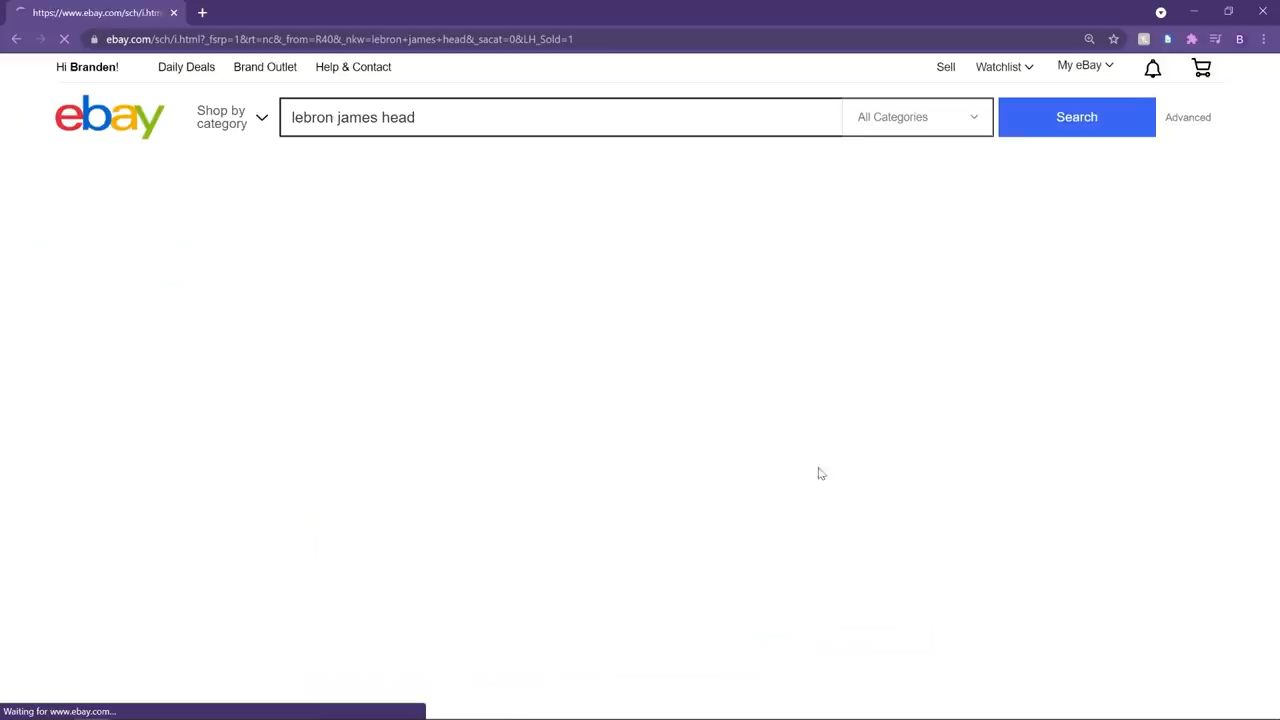 https://www.ebay.com/sch/i.htm
ebay.com/sch/i.html?_fsrp=1&rt=nc&_from=R40&_nkw=lebron+james+head&_sacat=0&LH_Sold=1
B
Hi Branden!
Daily Deals
Brand Outlet
Help & Contact
Sell
Watchlist
My eBay
ebay
Shop by
category
lebron james head
All Categories
Search
Advanced
Waiting for www.ebay.com...